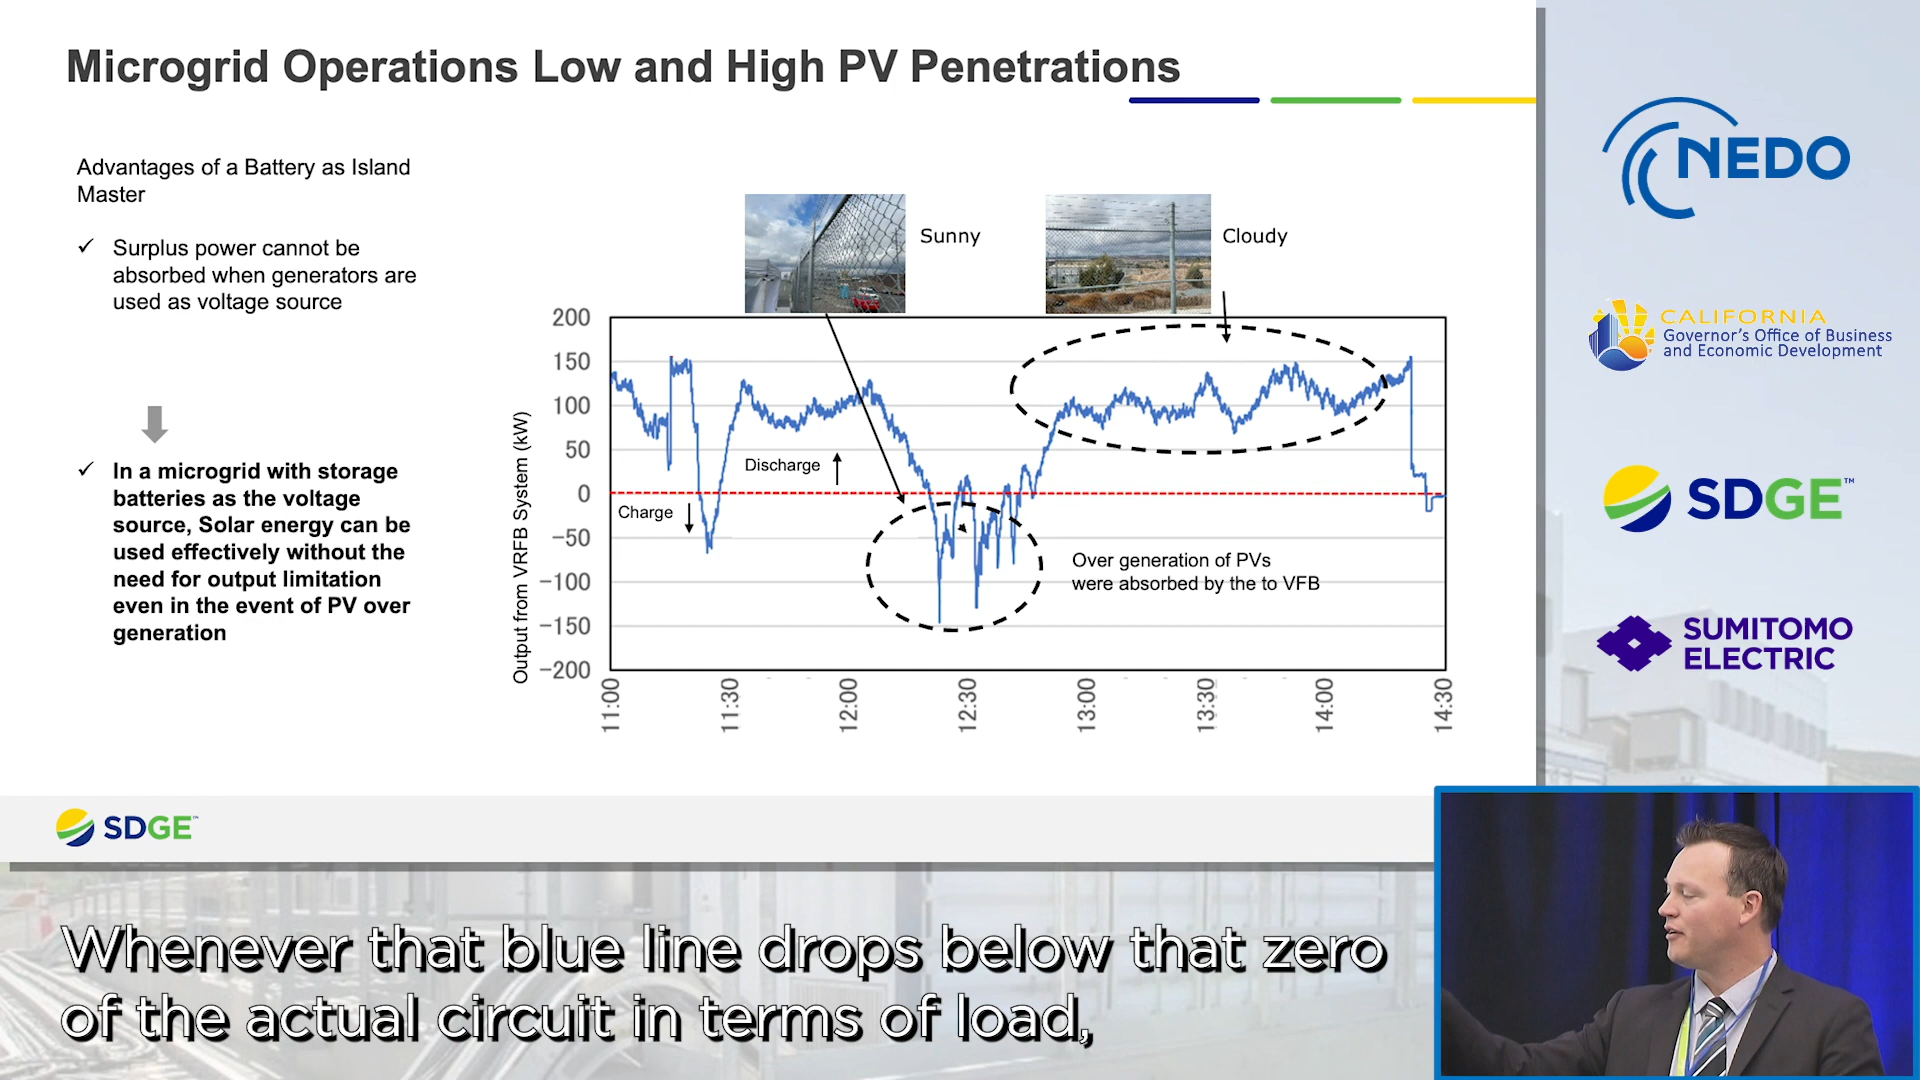 Microgrid Operations Low and High PV Penetrations
Advantages of a Battery as Island
Master
✓ Surplus power cannot be
absorbed when generators are
used as voltage source
✓ In a microgrid with storage
batteries as the voltage
source, Solar energy can be
used effectively without the
need for output limitation
even in the event of PV over
generation
Sunny
Cloudy
Output from VRFB System (kW)
200
150
100
50
0
−50
−100
−150
−200
Discharge
Charge
Over generation of PVs
were absorbed by the to VFB
11:00
11:30
12:00
12:30
13:00
13:30
14:00
14:30
SDGE™
NEDO
CALIFORNIA
Governor's Office of Business
and Economic Development
SDGE™
SUMITOMO
ELECTRIC
Whenever that blue line drops below that zero
of the actual circuit in terms of load,